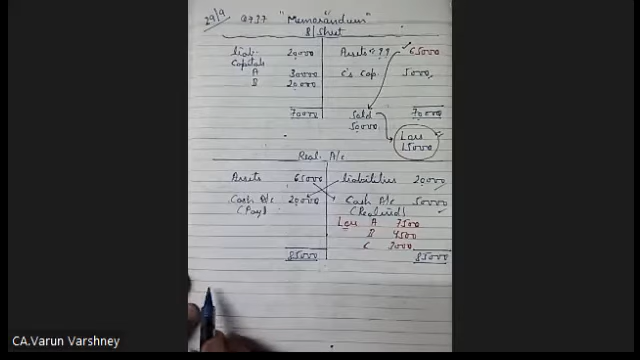 29/9 Q737 "Memorandum"
B/Sheet
Liab. 20000 Assets ?? 65000
Capitals C's Cap. 5000
A 30000
B 20000
70000 70000
Sold
50000
Loss
15000
Real. A/c
Assets 65000 Liabilities 20000
Cash A/c 20000 Cash A/c 50000
(Pay) (Realised)
Loss A 7500
B 4500
C 3000
85000 85000
CA.Varun Varshney